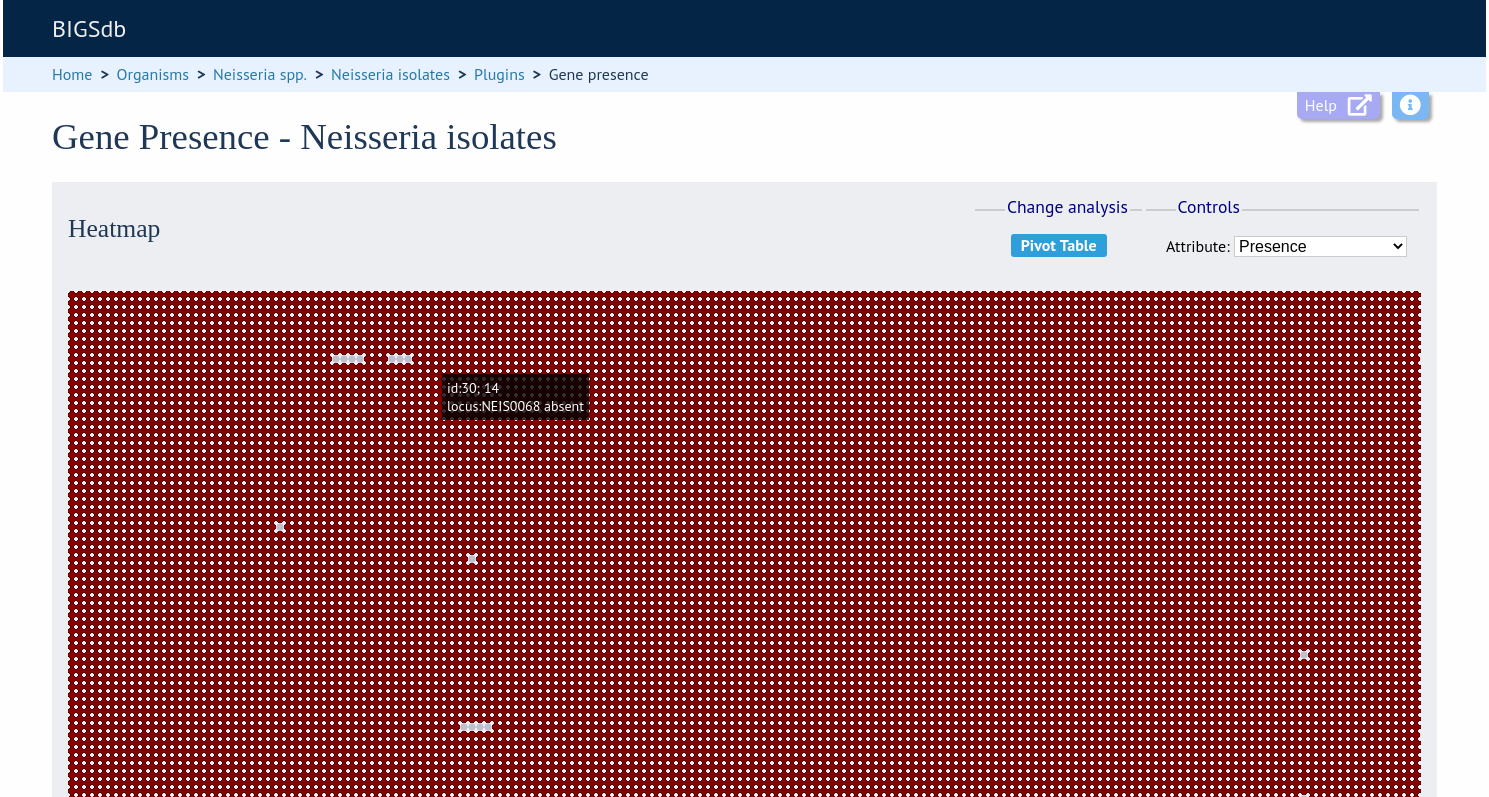 BIGSdb
Home > Organisms > Neisseria spp. > Neisseria isolates > Plugins > Gene presence
Help
Gene Presence - Neisseria isolates
Heatmap
Change analysis
Controls
Pivot Table
Attribute: Presence
id:30; 14
locus:NEIS0068 absent